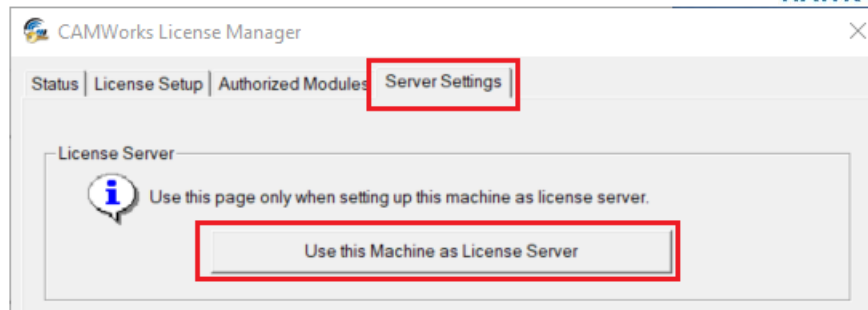 CAMWorks License Manager
Status License Setup Authorized Modules Server Settings
License Server
Use this page only when setting up this machine as license server.
Use this Machine as License Server